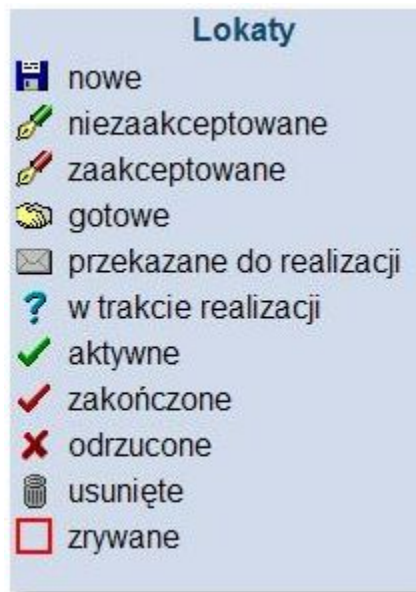 Lokaty
nowe
niezaakceptowane
zaakceptowane
gotowe
przekazane do realizacji
w trakcie realizacji
aktywne
zakończone
odrzucone
usunięte
zrywane